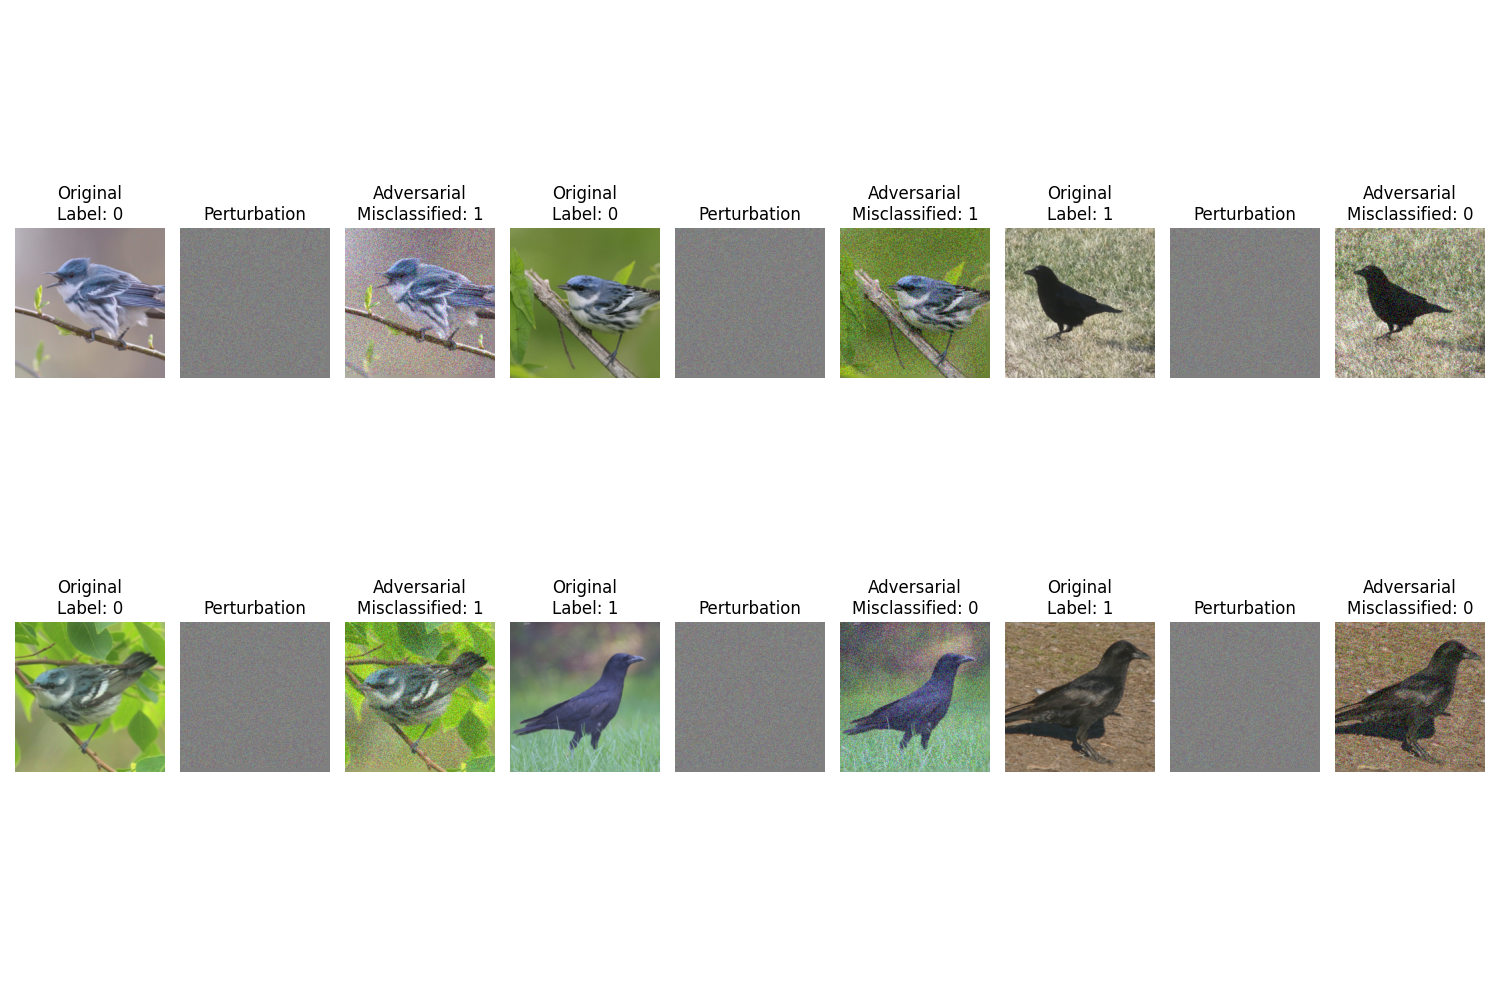 Original
Label: 0
Perturbation
Adversarial
Misclassified: 1
Original
Label: 0
Perturbation
Adversarial
Misclassified: 1
Original
Label: 1
Perturbation
Adversarial
Misclassified: 0
Original
Label: 0
Perturbation
Adversarial
Misclassified: 1
Original
Label: 1
Perturbation
Adversarial
Misclassified: 0
Original
Label: 1
Perturbation
Adversarial
Misclassified: 0